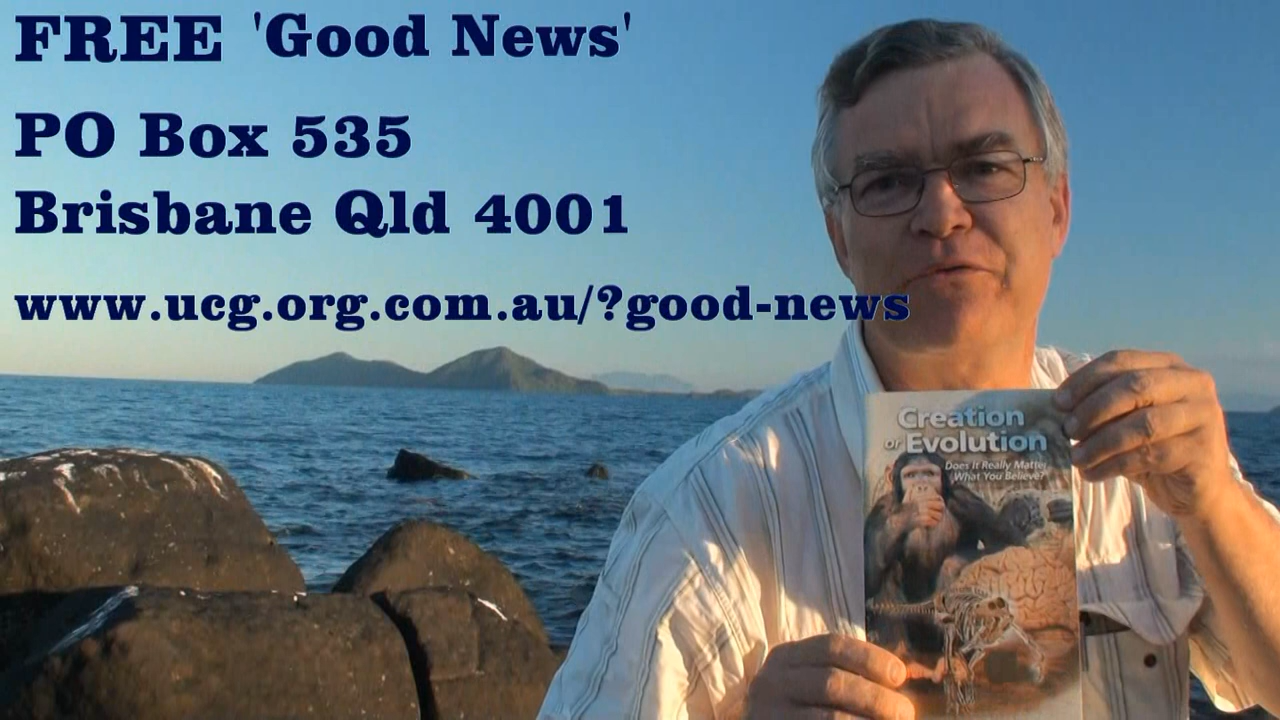 FREE 'Good News'
PO Box 535
Brisbane Qld 4001
www.ucg.org.com.au/?good-news
Creation
or Evolution
Does It Really Matter
What You Believe?